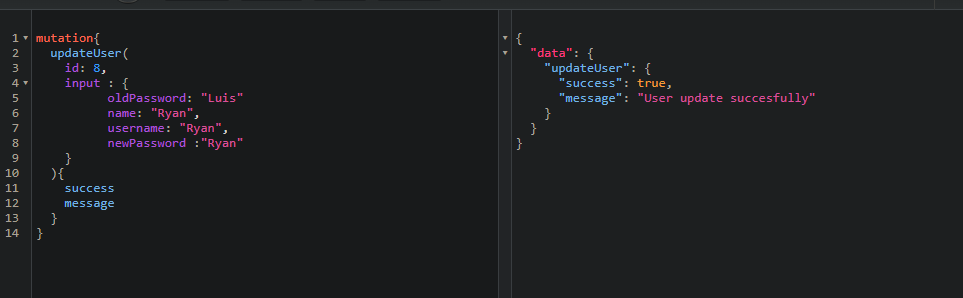 1 mutation{
2 updateUser(
3 id: 8,
4 input : {
5 oldPassword: "Luis"
6 name: "Ryan",
7 username: "Ryan",
8 newPassword :"Ryan"
9 }
10 ){
11 success
12 message
13 }
14 }
{
"data": {
"updateUser": {
"success": true,
"message": "User update succesfully"
}
}
}